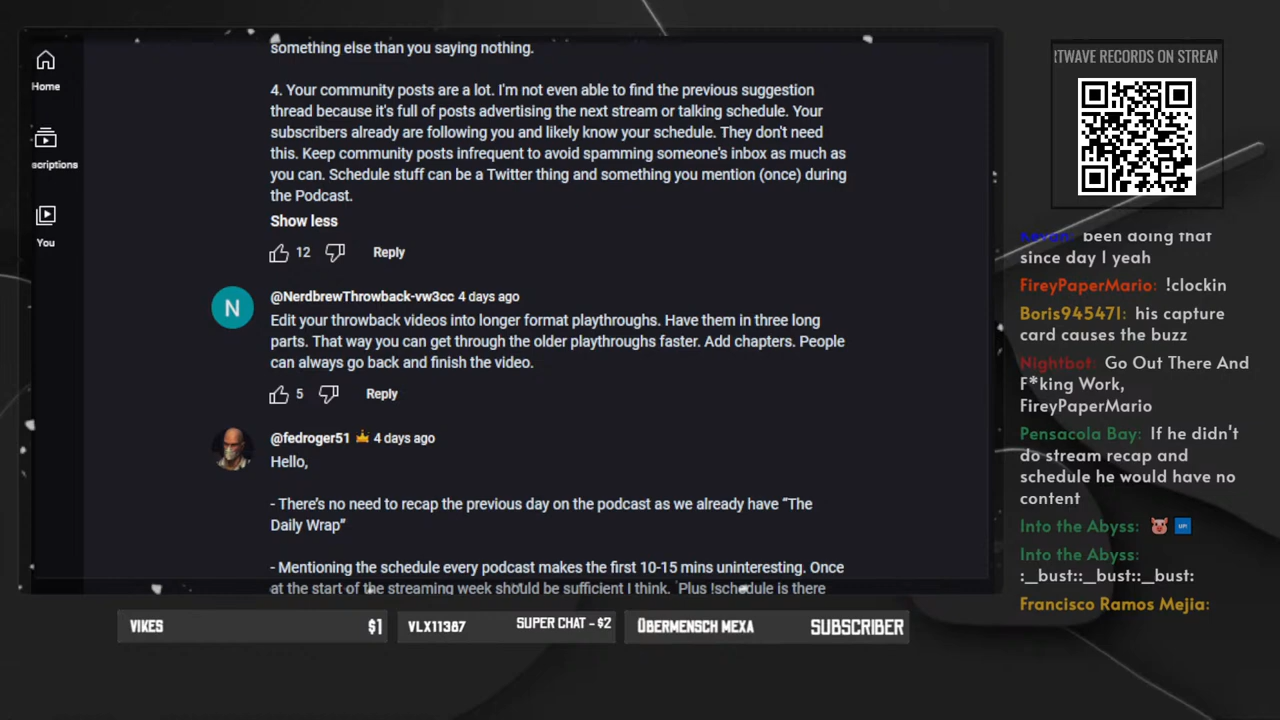 something else than you saying nothing.
4. Your community posts are a lot. I'm not even able to find the previous suggestion
thread because it's full of posts advertising the next stream or talking schedule. Your
subscribers already are following you and likely know your schedule. They don't need
this. Keep community posts infrequent to avoid spamming someone's inbox as much as
you can. Schedule stuff can be a Twitter thing and something you mention (once) during
the Podcast.
Show less
12
Reply
N
@NerdbrewThrowback-vw3cc 4 days ago
Edit your throwback videos into longer format playthroughs. Have them in three long
parts. That way you can get through the older playthroughs faster. Add chapters. People
can always go back and finish the video.
5
Reply
@fedroger51 4 days ago
Hello,
- There's no need to recap the previous day on the podcast as we already have “The
Daily Wrap”
- Mentioning the schedule every podcast makes the first 10-15 mins uninteresting. Once
at the start of the streaming week should be sufficient I think. Plus !schedule is there
Home
scriptions
You
RTWAVE RECORDS ON STREAM
been doing that
since day 1 yeah
FireyPaperMario: !clockin
Boris945471: his capture
card causes the buzz
Nightbot: Go Out There And
F*king Work,
FireyPaperMario
Pensacola Bay: If he didn't
do stream recap and
schedule he would have no
content
Into the Abyss: UP!
Into the Abyss:
:_bust::_bust::_bust:
Francisco Ramos Mejia:
VIKES $1
VLX11387 SUPER CHAT - $2
ÜBERMENSCH MEXA SUBSCRIBER